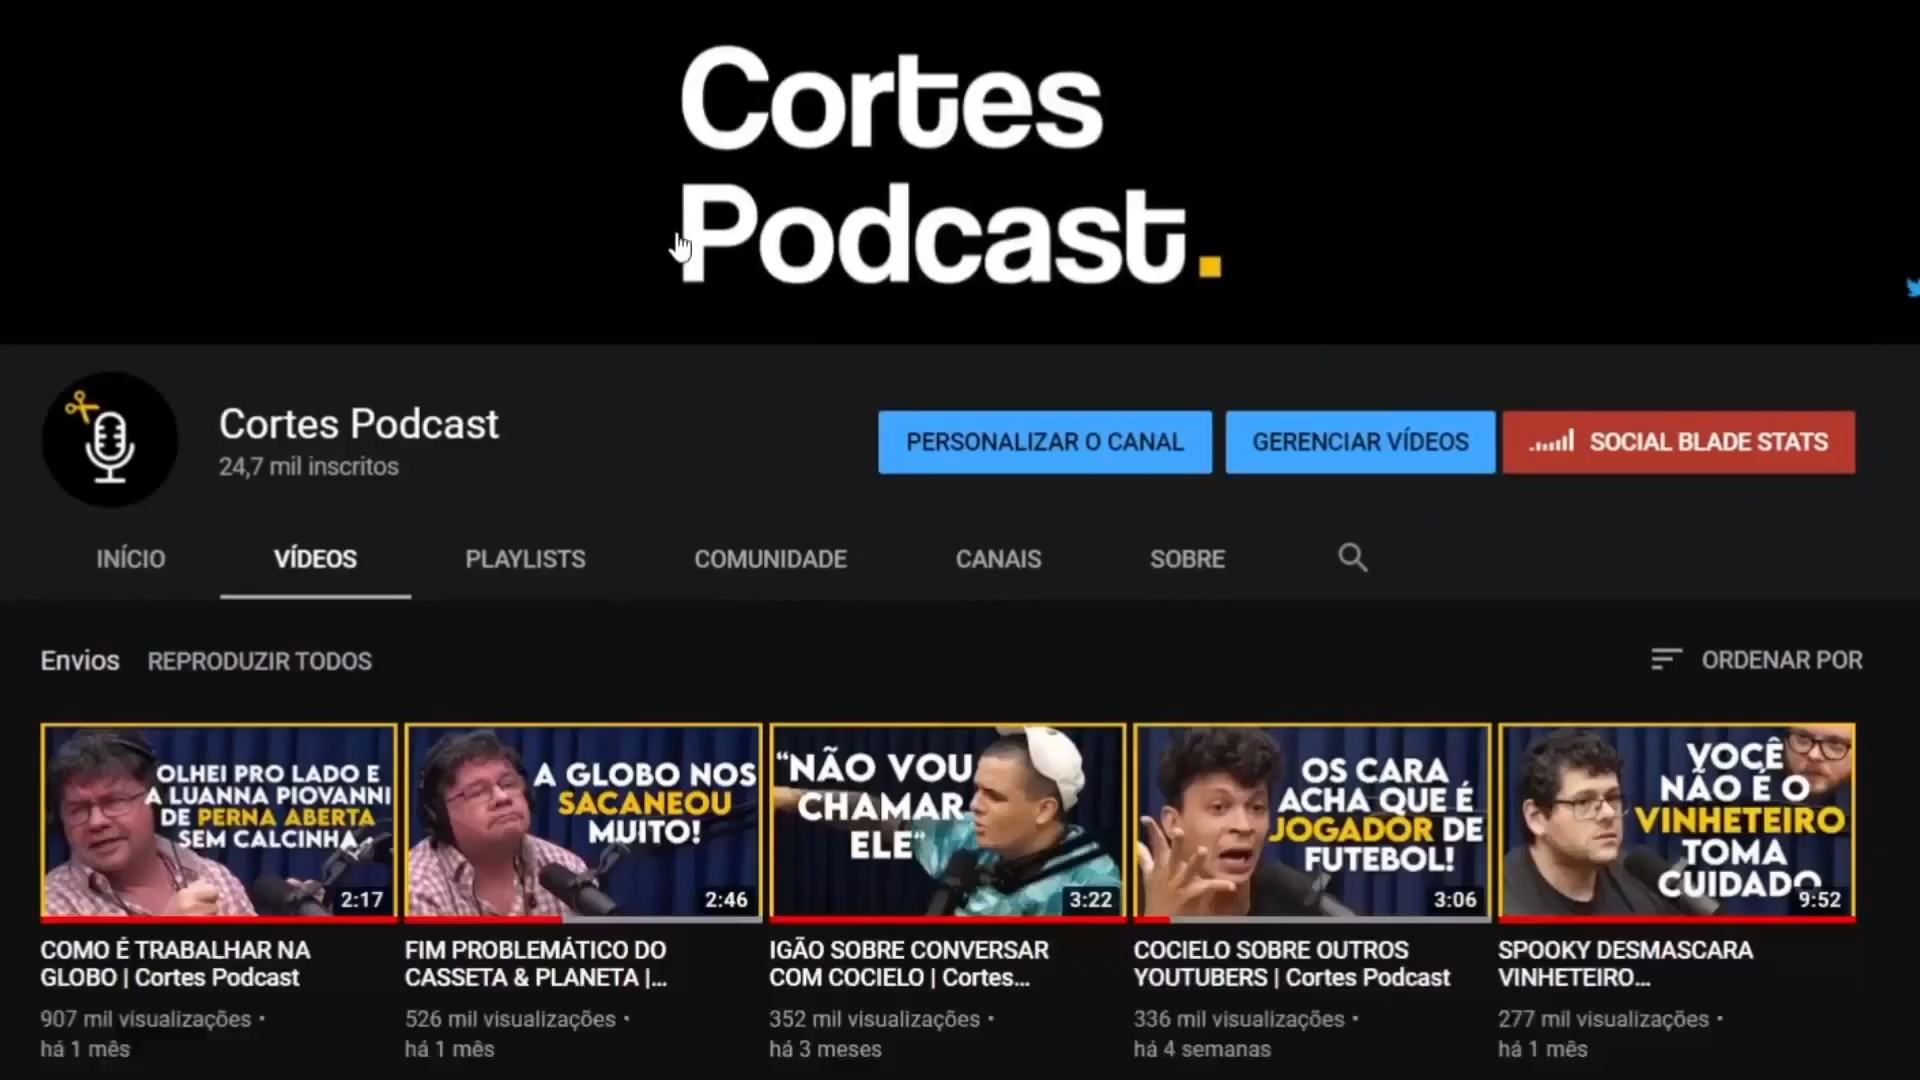 Cortes
Podcast.
Cortes Podcast
24,7 mil inscritos
PERSONALIZAR O CANAL
GERENCIAR VÍDEOS
SOCIAL BLADE STATS
INÍCIO
VÍDEOS
PLAYLISTS
COMUNIDADE
CANAIS
SOBRE
Envios
REPRODUZIR TODOS
ORDENAR POR
OLHEI PRO LADO E
A LUANNA PIOVANNI
DE PERNA ABERTA
SEM CALCINHA
2:17
COMO É TRABALHAR NA
GLOBO | Cortes Podcast
907 mil visualizações •
há 1 mês
A GLOBO NOS
SACANEOU
MUITO!
2:46
FIM PROBLEMÁTICO DO
CASSETA & PLANETA |...
526 mil visualizações •
há 1 mês
“NÃO VOU
CHAMAR
ELE“
3:22
IGÃO SOBRE CONVERSAR
COM COCIELO | Cortes...
352 mil visualizações •
há 3 meses
OS CARA
ACHA QUE É
JOGADOR DE
FUTEBOL!
3:06
COCIELO SOBRE OUTROS
YOUTUBERS | Cortes Podcast
336 mil visualizações •
há 4 semanas
VOCÊ
NÃO É O
VINHETEIRO
TOMA
CUIDADO
9:52
SPOOKY DESMASCARA
VINHETEIRO...
277 mil visualizações •
há 1 mês